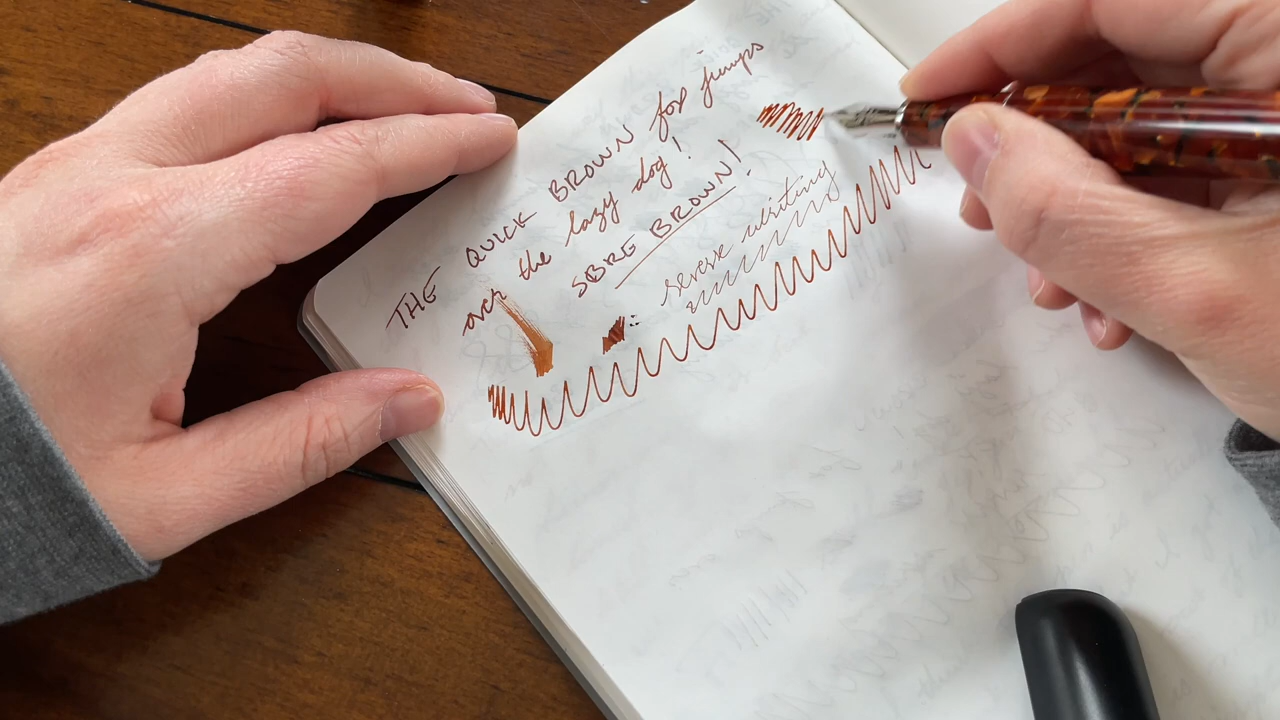 THE QUICK BROWN fox jumps
over the lazy dog!
SBRE BROWN!
reverse writing